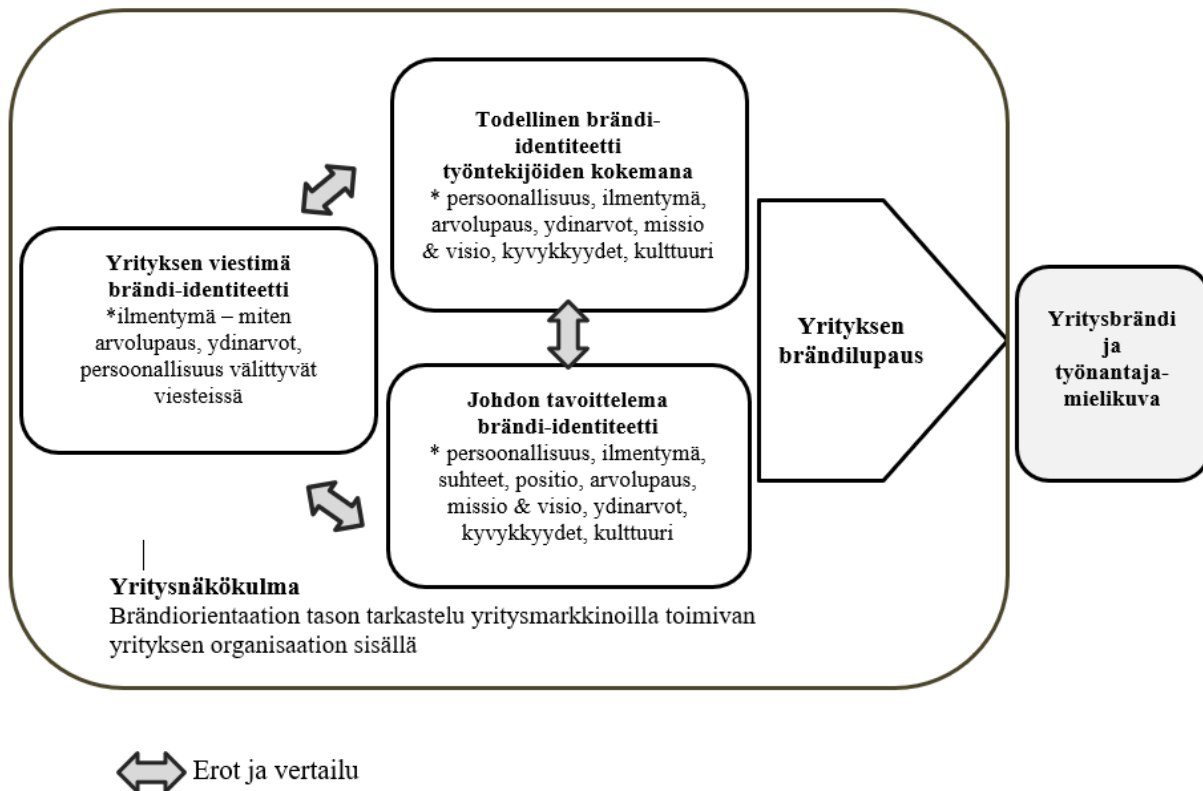 Todellinen brändi-
identiteetti
työntekijöiden kokemana
* persoonallisuus, ilmentymä,
arvolupaus, ydinarvot, missio
& visio, kyvykkyydet, kulttuuri
Yrityksen viestimä
brändi-identiteetti
*ilmentymä – miten
arvolupaus, ydinarvot,
persoonallisuus välittyvät
viesteissä
Johdon tavoittelema
brändi-identiteetti
* persoonallisuus, ilmentymä,
suhteet, positio, arvolupaus,
missio & visio, ydinarvot,
kyvykkyydet, kulttuuri
Yrityksen
brändilupaus
Yritysbrändi
ja
työnantaja-
mielikuva
Yritysnäkökulma
Brändiorientaation tason tarkastelu yritysmarkkinoilla toimivan
yrityksen organisaation sisällä
Erot ja vertailu